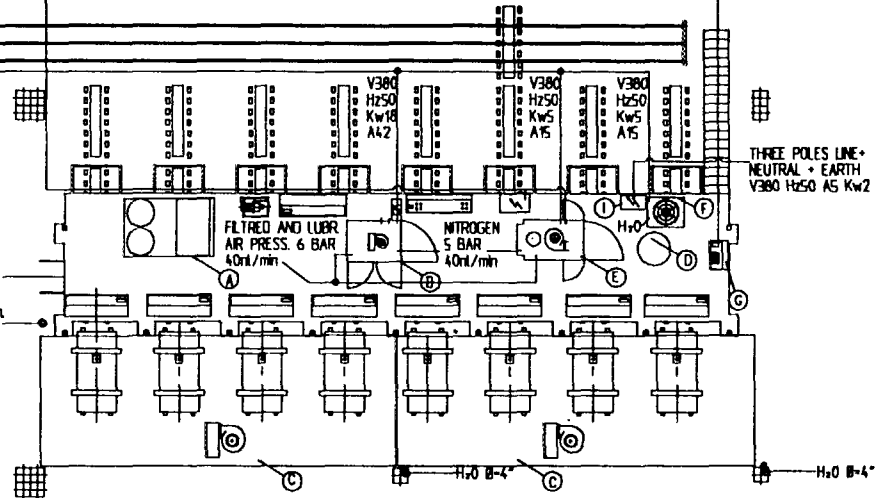 V380
Hz50
Kw18
A42
V380
Hz50
Kw5
A15
V380
Hz50
Kw5
A15
THREE POLES LINE+
NEUTRAL + EARTH
V380 Hz50 A5 Kw2
I
F
H2O
FILTRED AND LUBR
AIR PRESS. 6 BAR
40nl/min
NITROGEN
5 BAR
40nl/min
A
B
E
D
G
C
C
H2O Ø=4"
H2O Ø=4"